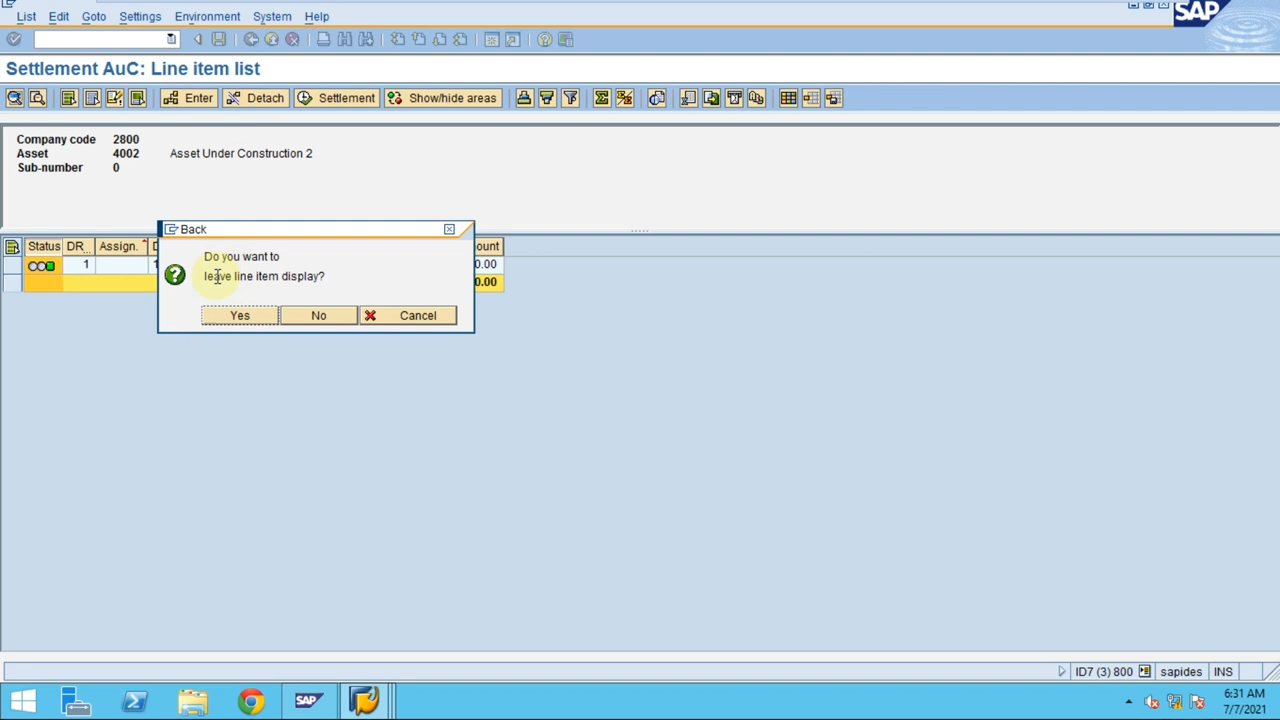 List Edit Goto Settings Environment System Help
SAP
Settlement AuC: Line item list
Enter Detach Settlement Show/hide areas
Company code 2800
Asset 4002 Asset Under Construction 2
Sub-number 0
Back
Status DR.. Assign. ount
Do you want to
1 0.00
leave line item display?
0.00
Yes No Cancel
ID7 (3) 800 sapides INS
SAP
6:31 AM
7/7/2021